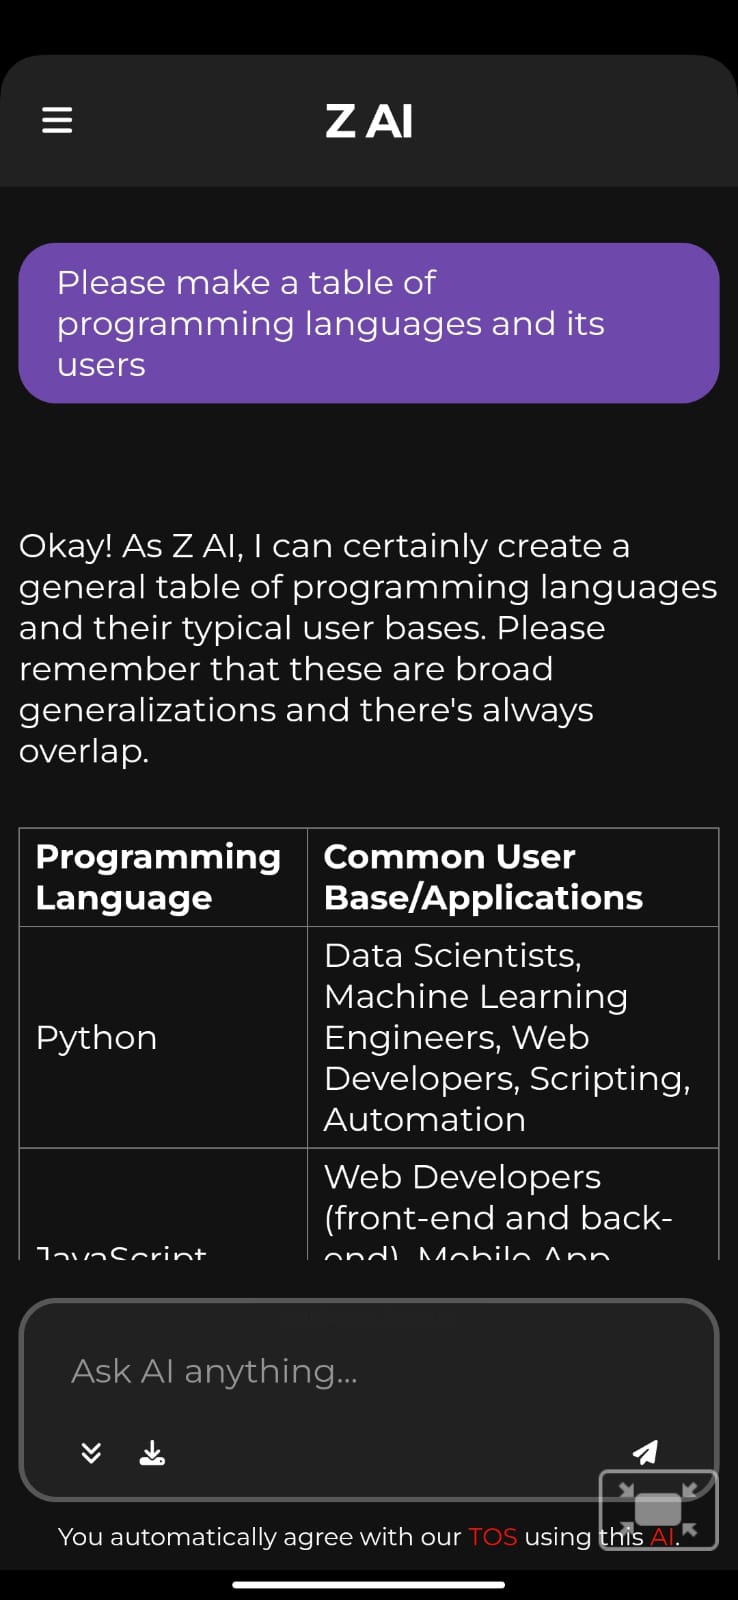 Z AI
Please make a table of
programming languages and its
users
Okay! As Z AI, I can certainly create a
general table of programming languages
and their typical user bases. Please
remember that these are broad
generalizations and there's always
overlap.
Programming
Language
Common User
Base/Applications
Python
Data Scientists,
Machine Learning
Engineers, Web
Developers, Scripting,
Automation
JavaScript
Web Developers
(front-end and back-
end), Mobile App
Ask AI anything...
You automatically agree with our TOS using this AI.